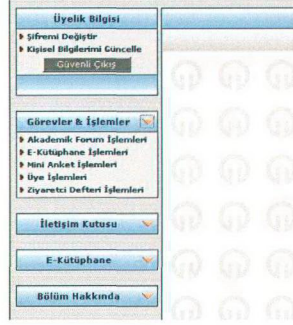 Üyelik Bilgisi
Şifremi Değiştir
Kişisel Bilgilerimi Güncelle
Güvenli Çıkış
Görevler & İşlemler
Akademik Forum İşlemleri
E-Kütüphane İşlemleri
Mini Anket İşlemleri
Üye İşlemleri
Ziyaretci Defteri İşlemleri
İletişim Kutusu
E-Kütüphane
Bölüm Hakkında